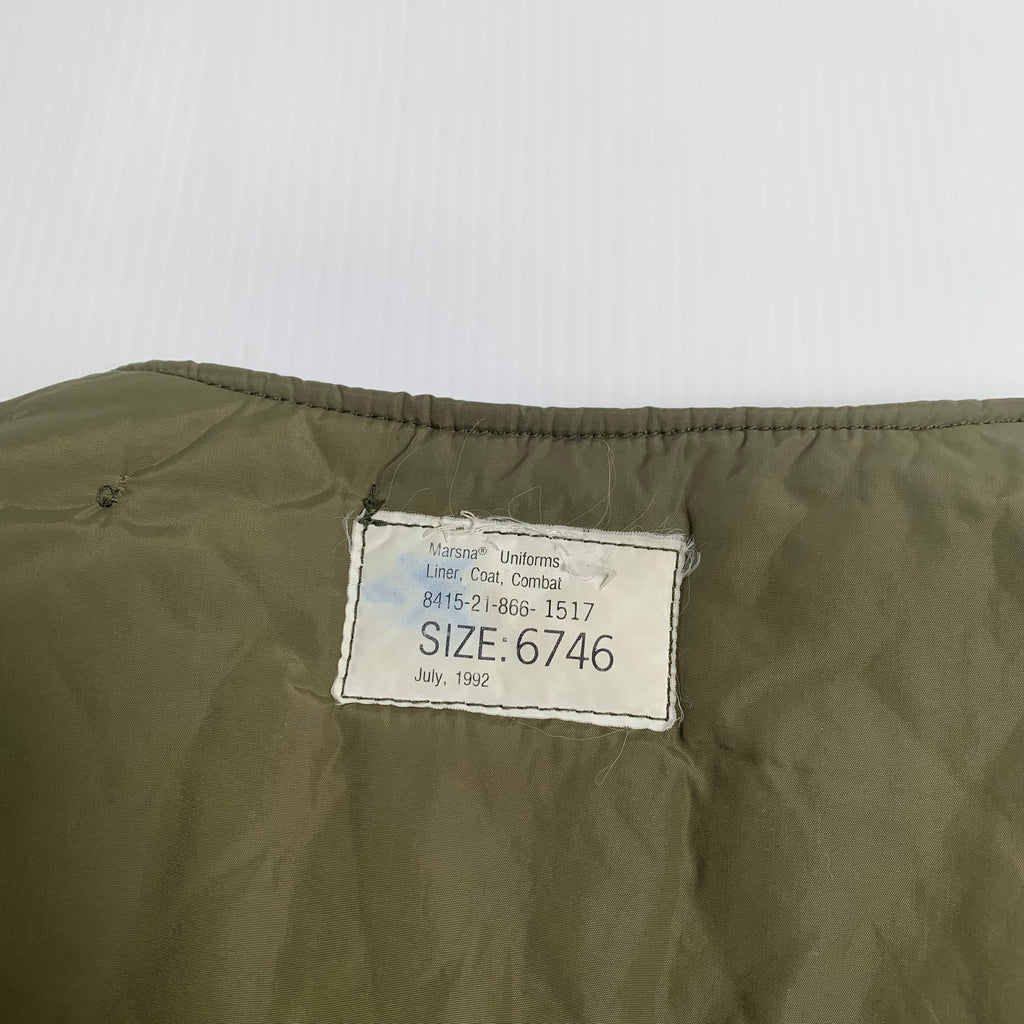 Marsna® Uniforms
Liner, Coat, Combat
8415-21-866- 1517
SIZE: 6746
July, 1992